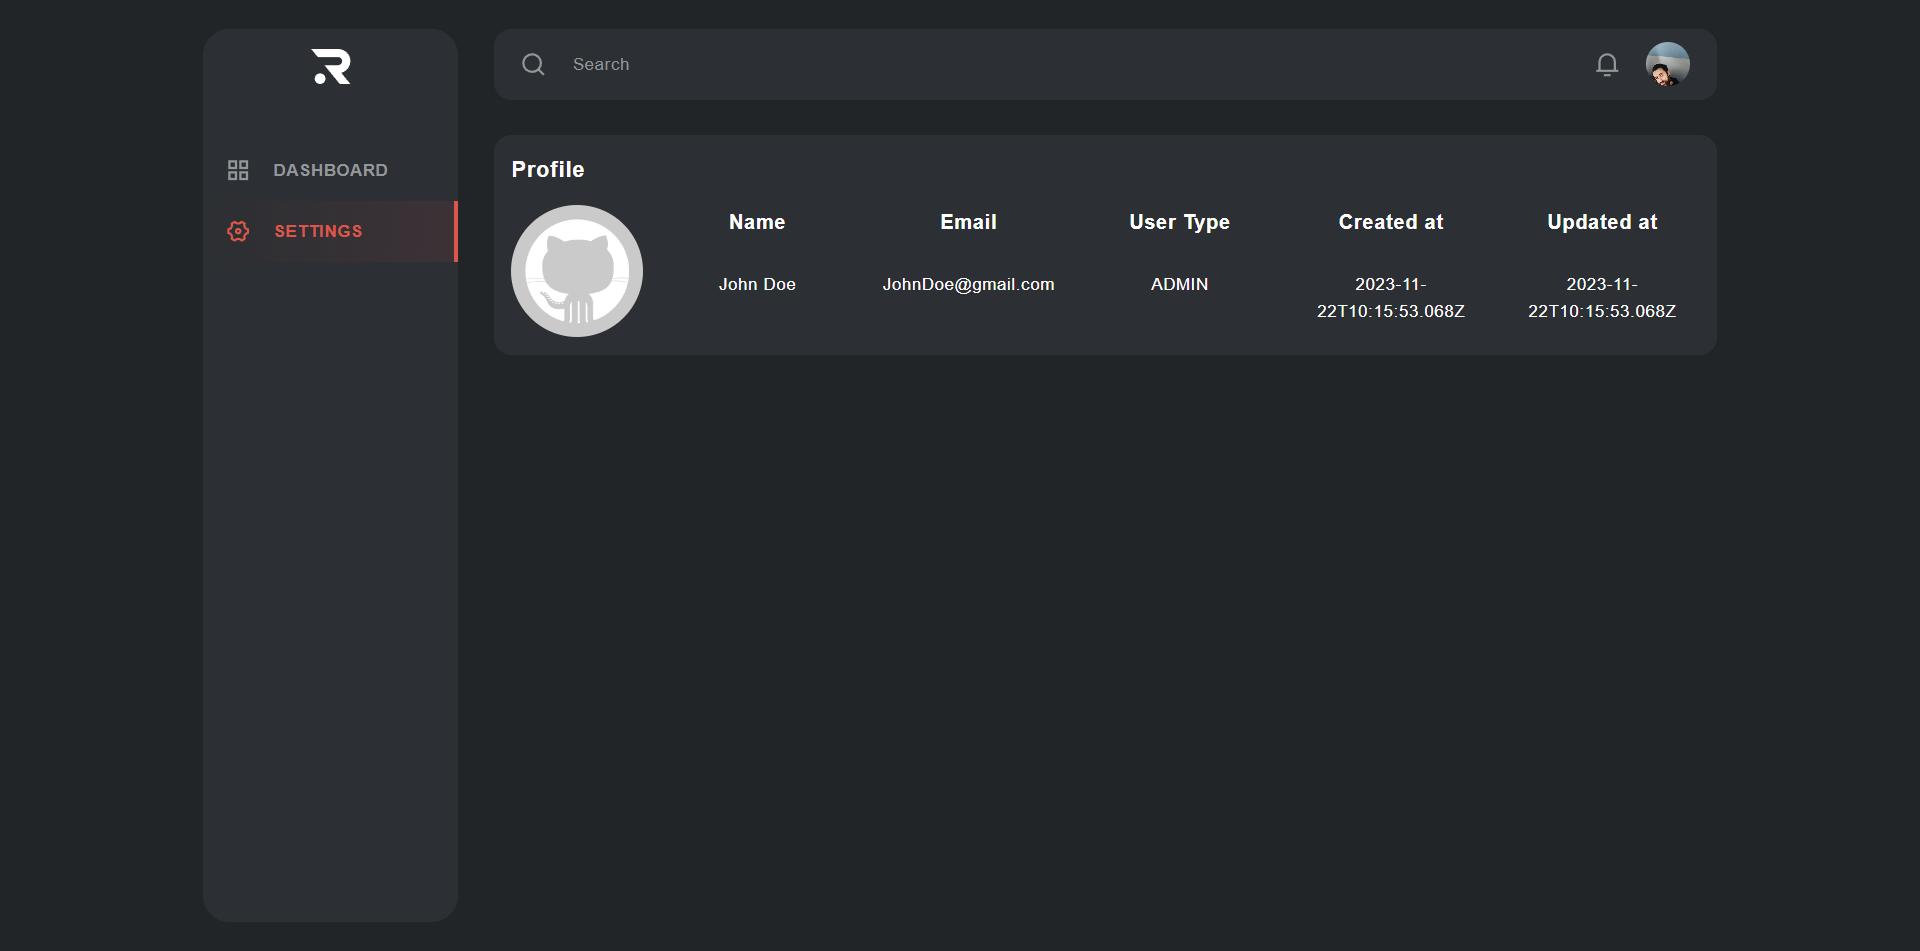 Search
DASHBOARD
SETTINGS
Profile
Name
Email
User Type
Created at
Updated at
John Doe
JohnDoe@gmail.com
ADMIN
2023-11-
22T10:15:53.068Z
2023-11-
22T10:15:53.068Z